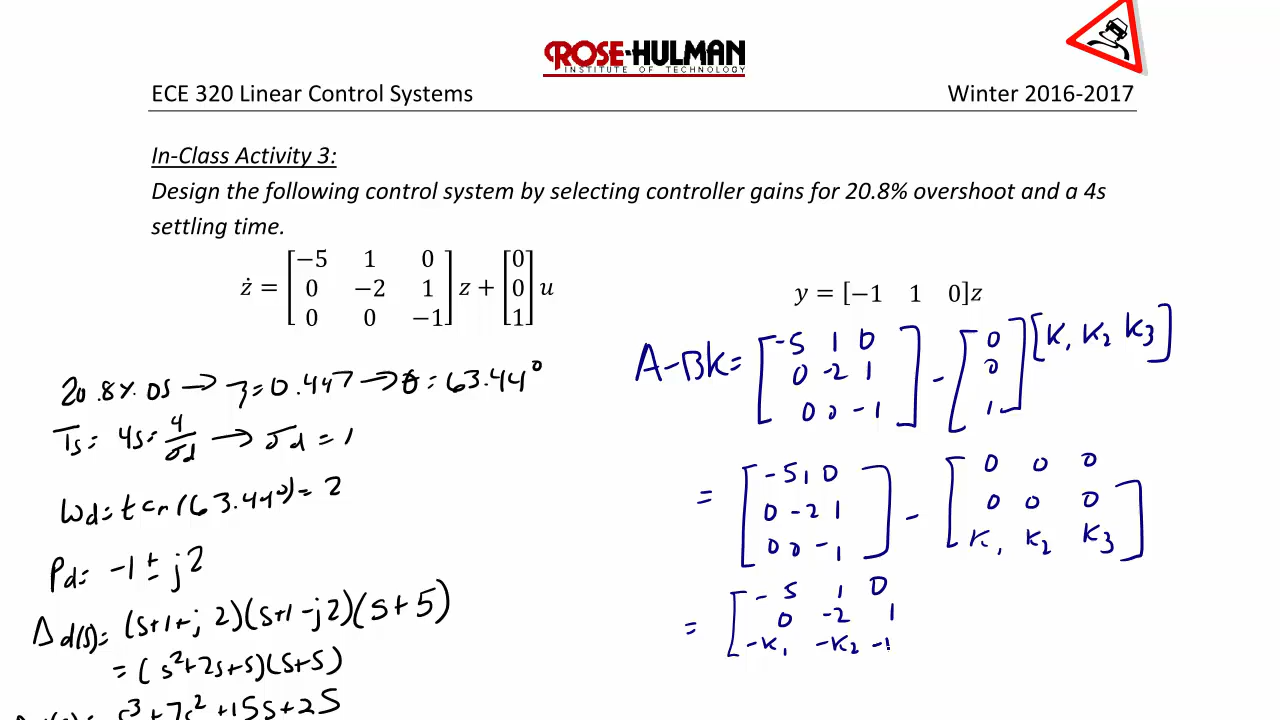 ROSE-HULMAN
INSTITUTE OF TECHNOLOGY
ECE 320 Linear Control Systems Winter 2016-2017
In-Class Activity 3:
Design the following control system by selecting controller gains for 20.8% overshoot and a 4s
settling time.
ż = [−5 1 0; 0 −2 1; 0 0 −1] z + [0; 0; 1] u
y = [−1 1 0]z
20.8% OS → ζ=0.447 → θ=63.44°
Ts= 4s= 4/σd → σd = 1
ωd= tan(63.440)= 2
Pd= -1 ± j2
Δd(s)= (s+1+j2)(s+1-j2)(s+5)
= (s²+2s+5)(s+5)
s³+7s²+15s+25
A-BK= [-5 1 0; 0 -2 1; 0 0 -1] - [0; 0; 1] [K1 K2 K3]
= [-5 1 0; 0 -2 1; 0 0 -1] - [0 0 0; 0 0 0; K1 K2 K3]
= [-5 1 0; 0 -2 1; -K1 -K2 -1